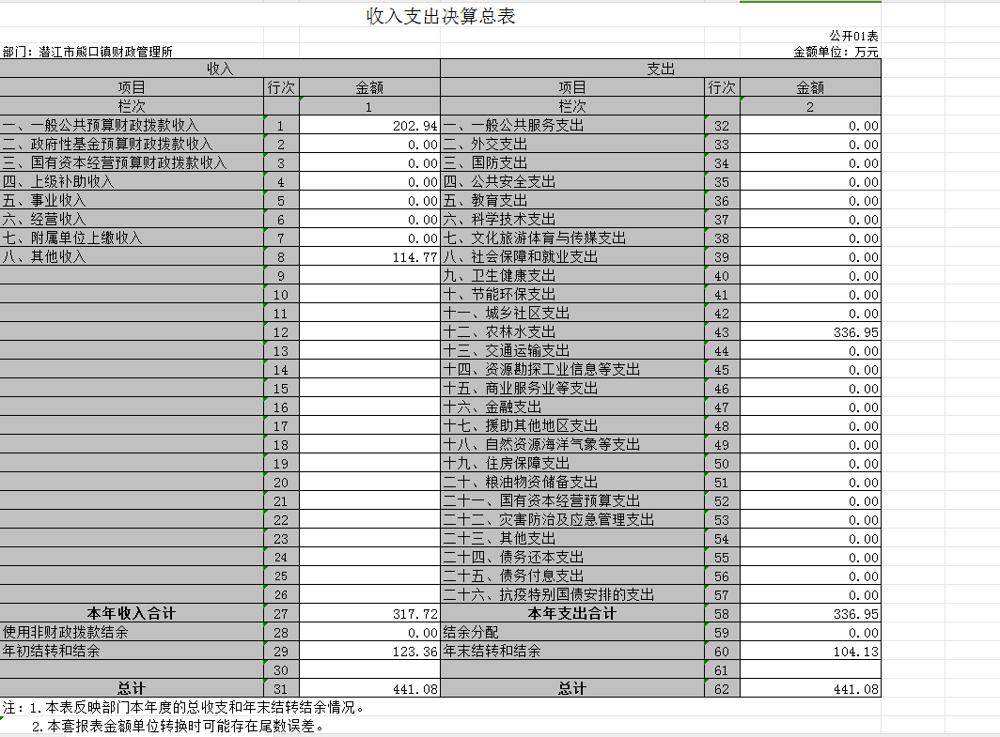 收入支出决算总表
公开01表
部门：潜江市熊口镇财政管理所 金额单位：万元
收入 支出
项目 行次 金额 项目 行次 金额
栏次 1 栏次 2
一、一般公共预算财政拨款收入 1 202.94 一、一般公共服务支出 32 0.00
二、政府性基金预算财政拨款收入 2 0.00 二、外交支出 33 0.00
三、国有资本经营预算财政拨款收入 3 0.00 三、国防支出 34 0.00
四、上级补助收入 4 0.00 四、公共安全支出 35 0.00
五、事业收入 5 0.00 五、教育支出 36 0.00
六、经营收入 6 0.00 六、科学技术支出 37 0.00
七、附属单位上缴收入 7 0.00 七、文化旅游体育与传媒支出 38 0.00
八、其他收入 8 114.77 八、社会保障和就业支出 39 0.00
9 九、卫生健康支出 40 0.00
10 十、节能环保支出 41 0.00
11 十一、城乡社区支出 42 0.00
12 十二、农林水支出 43 336.95
13 十三、交通运输支出 44 0.00
14 十四、资源勘探工业信息等支出 45 0.00
15 十五、商业服务业等支出 46 0.00
16 十六、金融支出 47 0.00
17 十七、援助其他地区支出 48 0.00
18 十八、自然资源海洋气象等支出 49 0.00
19 十九、住房保障支出 50 0.00
20 二十、粮油物资储备支出 51 0.00
21 二十一、国有资本经营预算支出 52 0.00
22 二十二、灾害防治及应急管理支出 53 0.00
23 二十三、其他支出 54 0.00
24 二十四、债务还本支出 55 0.00
25 二十五、债务付息支出 56 0.00
26 二十六、抗疫特别国债安排的支出 57 0.00
本年收入合计 27 317.72 本年支出合计 58 336.95
使用非财政拨款结余 28 0.00 结余分配 59 0.00
年初结转和结余 29 123.36 年末结转和结余 60 104.13
30 61
总计 31 441.08 总计 62 441.08
注：1.本表反映部门本年度的总收支和年末结转结余情况。
2.本套报表金额单位转换时可能存在尾数误差。